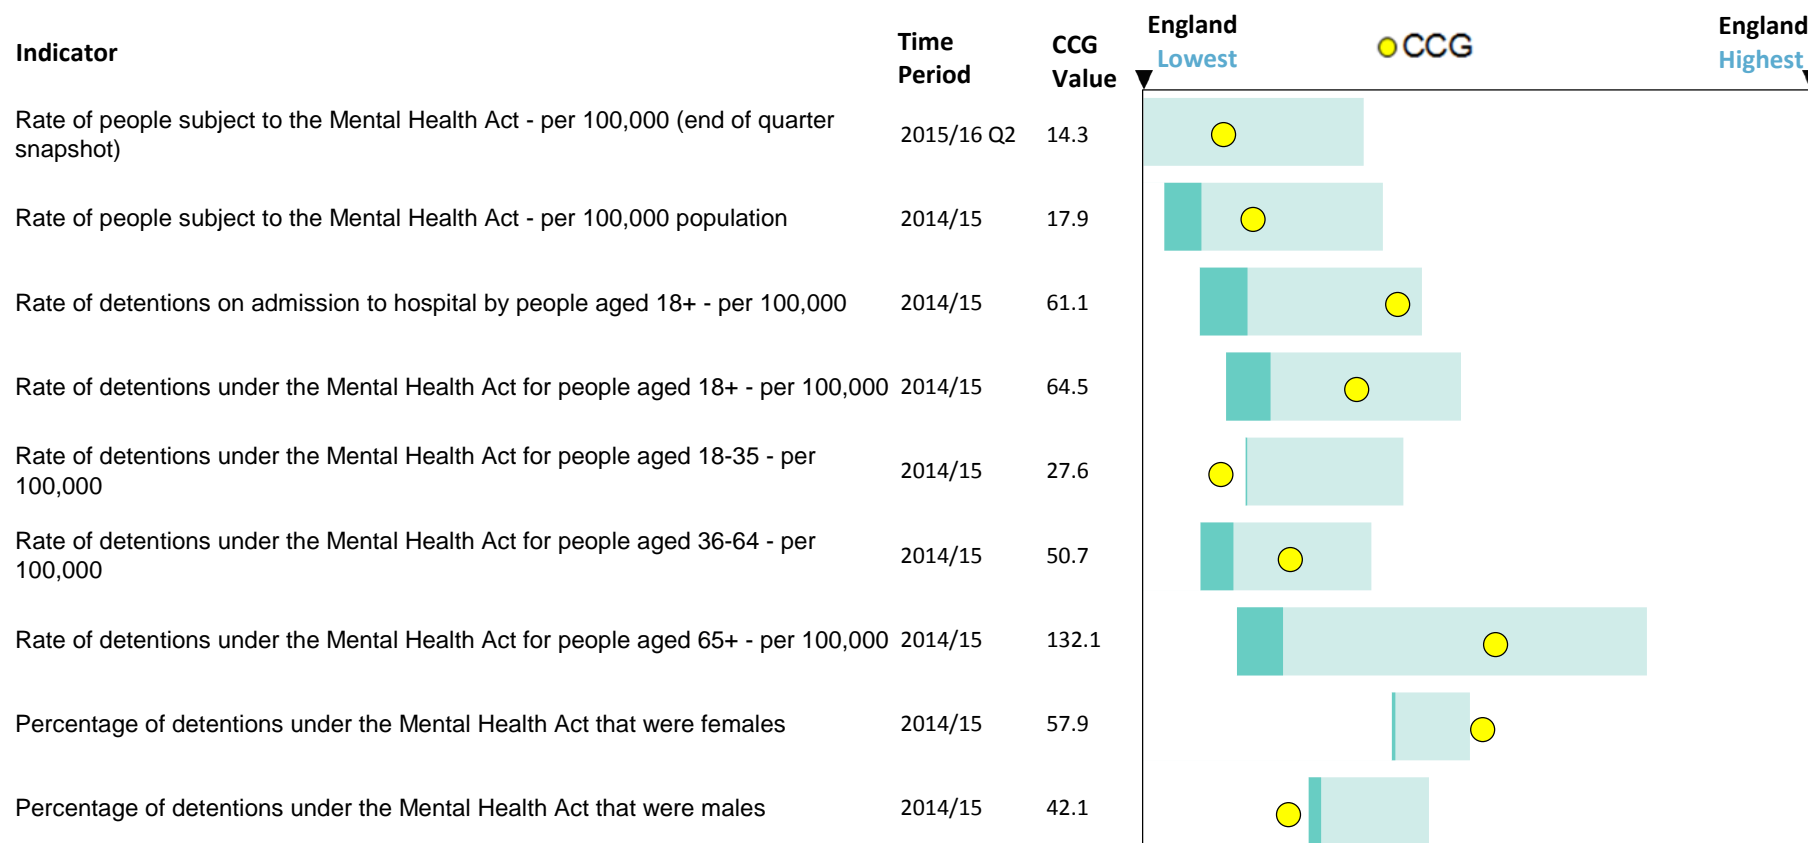 Indicator
Time
Period
CCG
Value
England
Lowest
CCG
England
Highest
Rate of people subject to the Mental Health Act - per 100,000 (end of quarter
snapshot)
2015/16 Q2
14.3
Rate of people subject to the Mental Health Act - per 100,000 population
2014/15
17.9
Rate of detentions on admission to hospital by people aged 18+ - per 100,000
2014/15
61.1
Rate of detentions under the Mental Health Act for people aged 18+ - per 100,000
2014/15
64.5
Rate of detentions under the Mental Health Act for people aged 18-35 - per
100,000
2014/15
27.6
Rate of detentions under the Mental Health Act for people aged 36-64 - per
100,000
2014/15
50.7
Rate of detentions under the Mental Health Act for people aged 65+ - per 100,000
2014/15
132.1
Percentage of detentions under the Mental Health Act that were females
2014/15
57.9
Percentage of detentions under the Mental Health Act that were males
2014/15
42.1